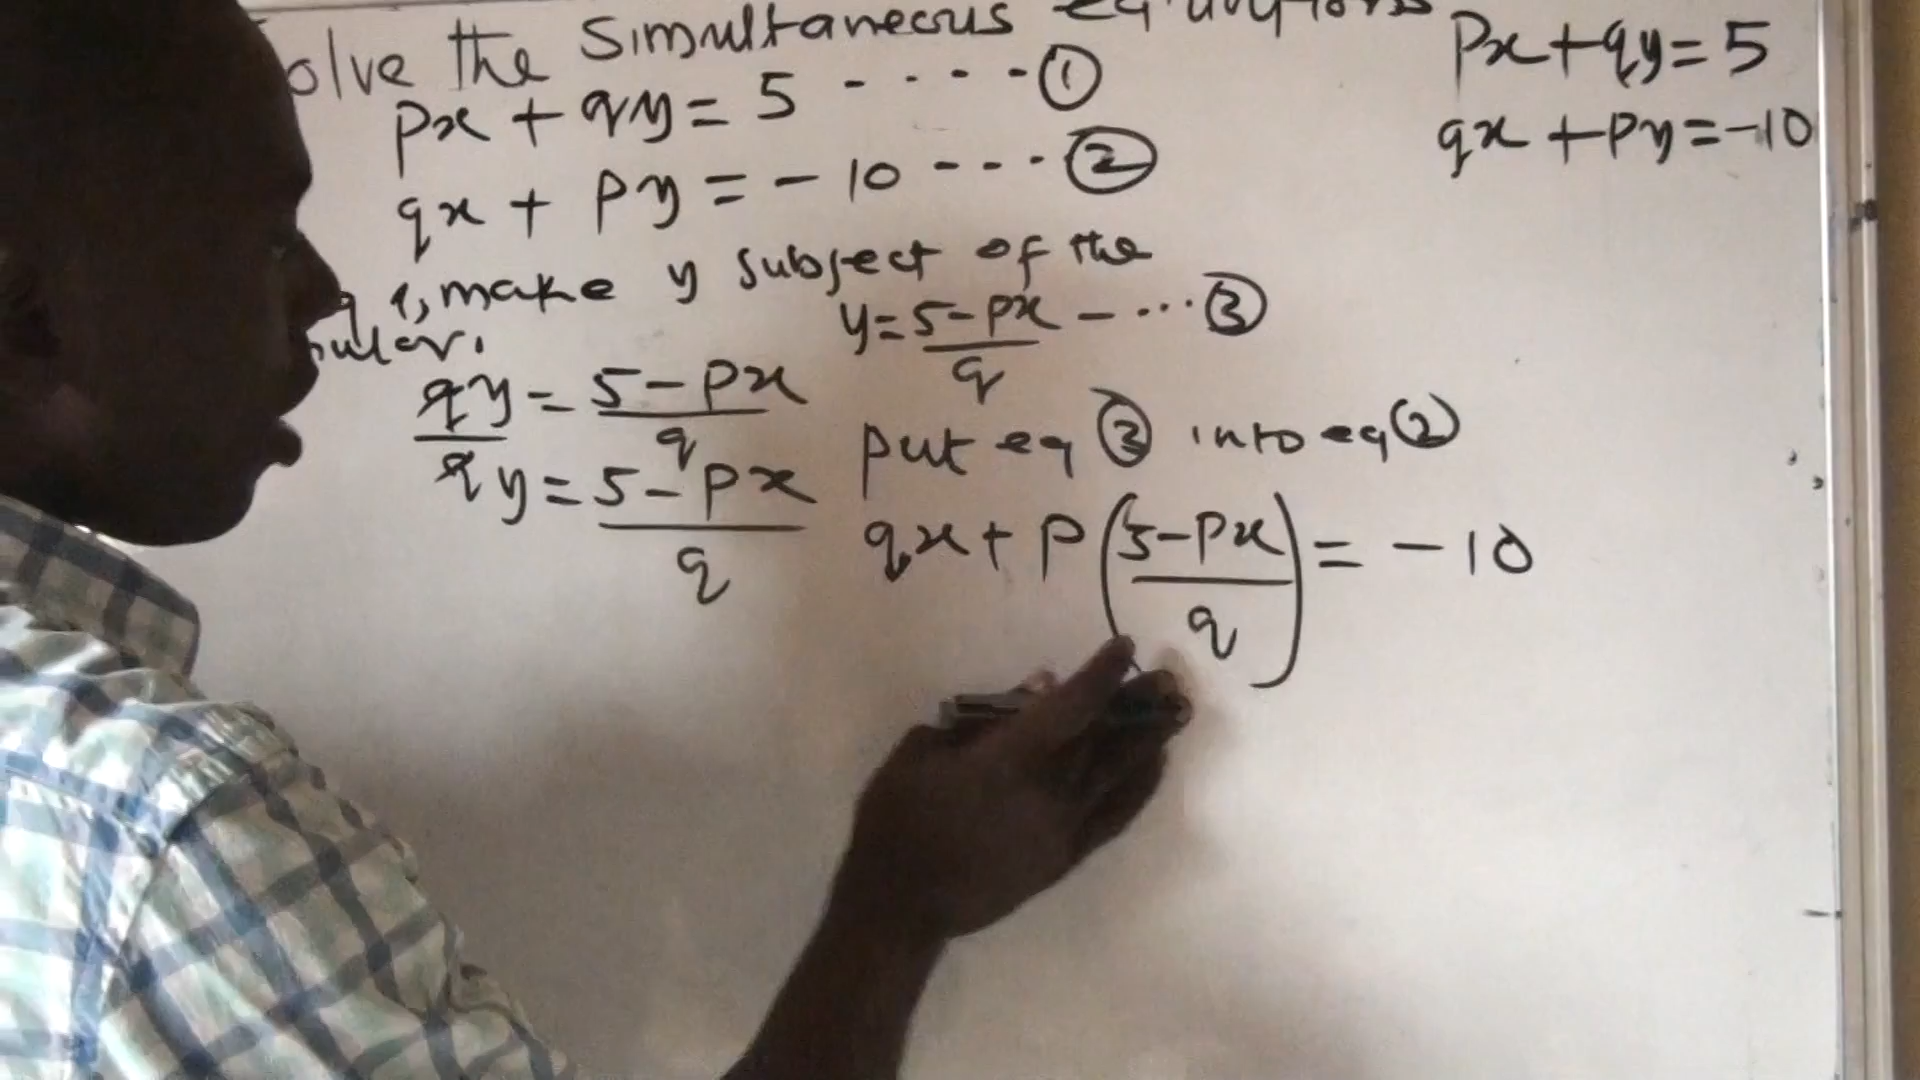 olve the Simultaneous equations
px + qy = 5 - - - - ①
qx + py = - 10 - - - ②
q 1, make y subject of the
y = 5 - px / q - ... ③
qy / q = 5 - px / q
y = 5 - px / q
put eq ③ into eq ②
qx + p (5 - px / q) = - 10
px + qy = 5
qx + py = -10